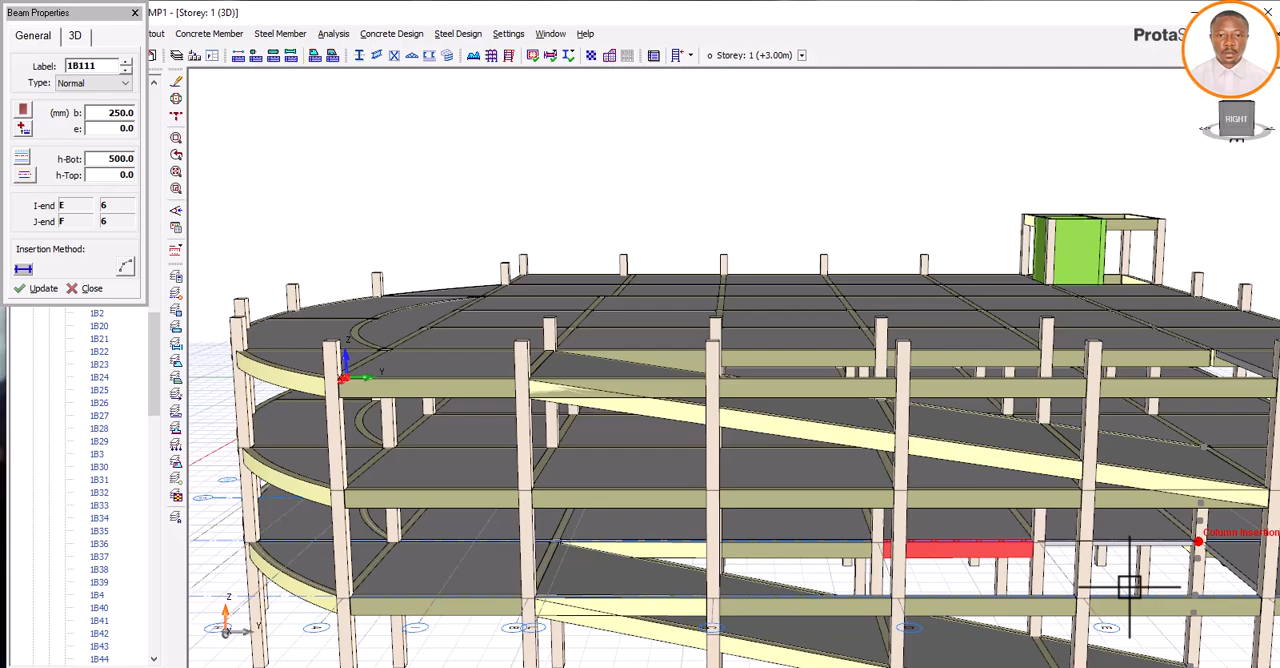 Beam Properties
MP1 - [Storey: 1 (3D)]
General
3D
out
Concrete Member
Steel Member
Analysis
Concrete Design
Steel Design
Settings
Window
Help
Prota
Storey: 1 (+3.00m)
Label: 1B111
Type: Normal
(mm) b: 250.0
e: 0.0
h-Bot: 500.0
h-Top: 0.0
I-end E 6
J-end F 6
Insertion Method:
Update
Close
RIGHT
1B2
1B20
1B21
1B22
1B23
1B24
1B25
1B26
1B27
1B28
1B29
1B3
1B30
1B31
1B32
1B33
1B34
1B35
1B36
1B37
1B38
1B39
1B4
1B40
1B41
1B42
1B43
1B44
Z
Y
Column Insertion
Z
Y